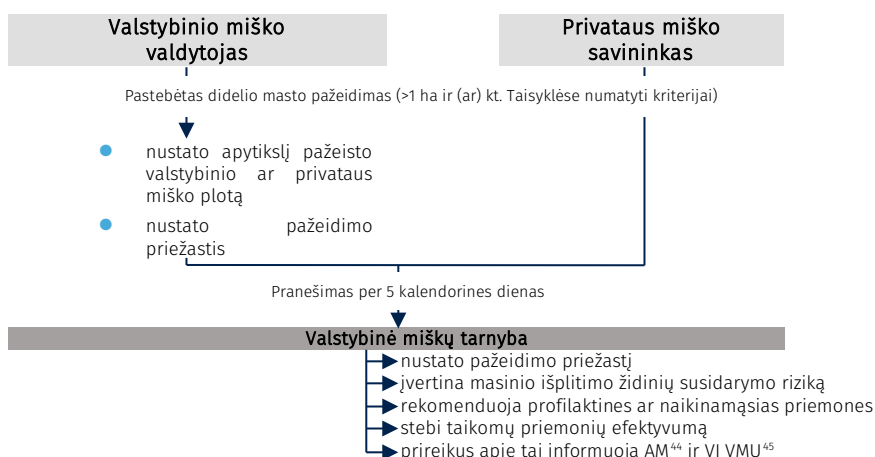 Valstybinio miško
valdytojas
Privataus miško
savininkas
Pastebėtas didelio masto pažeidimas (>1 ha ir (ar) kt. Taisyklėse numatyti kriterijai)
nustato apytikslį pažeisto
valstybinio ar privataus
miško plotą
nustato pažeidimo
priežastis
Pranešimas per 5 kalendorines dienas
Valstybinė miškų tarnyba
nustato pažeidimo priežastį
įvertina masinio išplitimo židinių susidarymo riziką
rekomenduoja profilaktines ar naikinamąsias priemones
stebi taikomų priemonių efektyvumą
prireikus apie tai informuoja AM⁴⁴ ir VĮ VMU⁴⁵